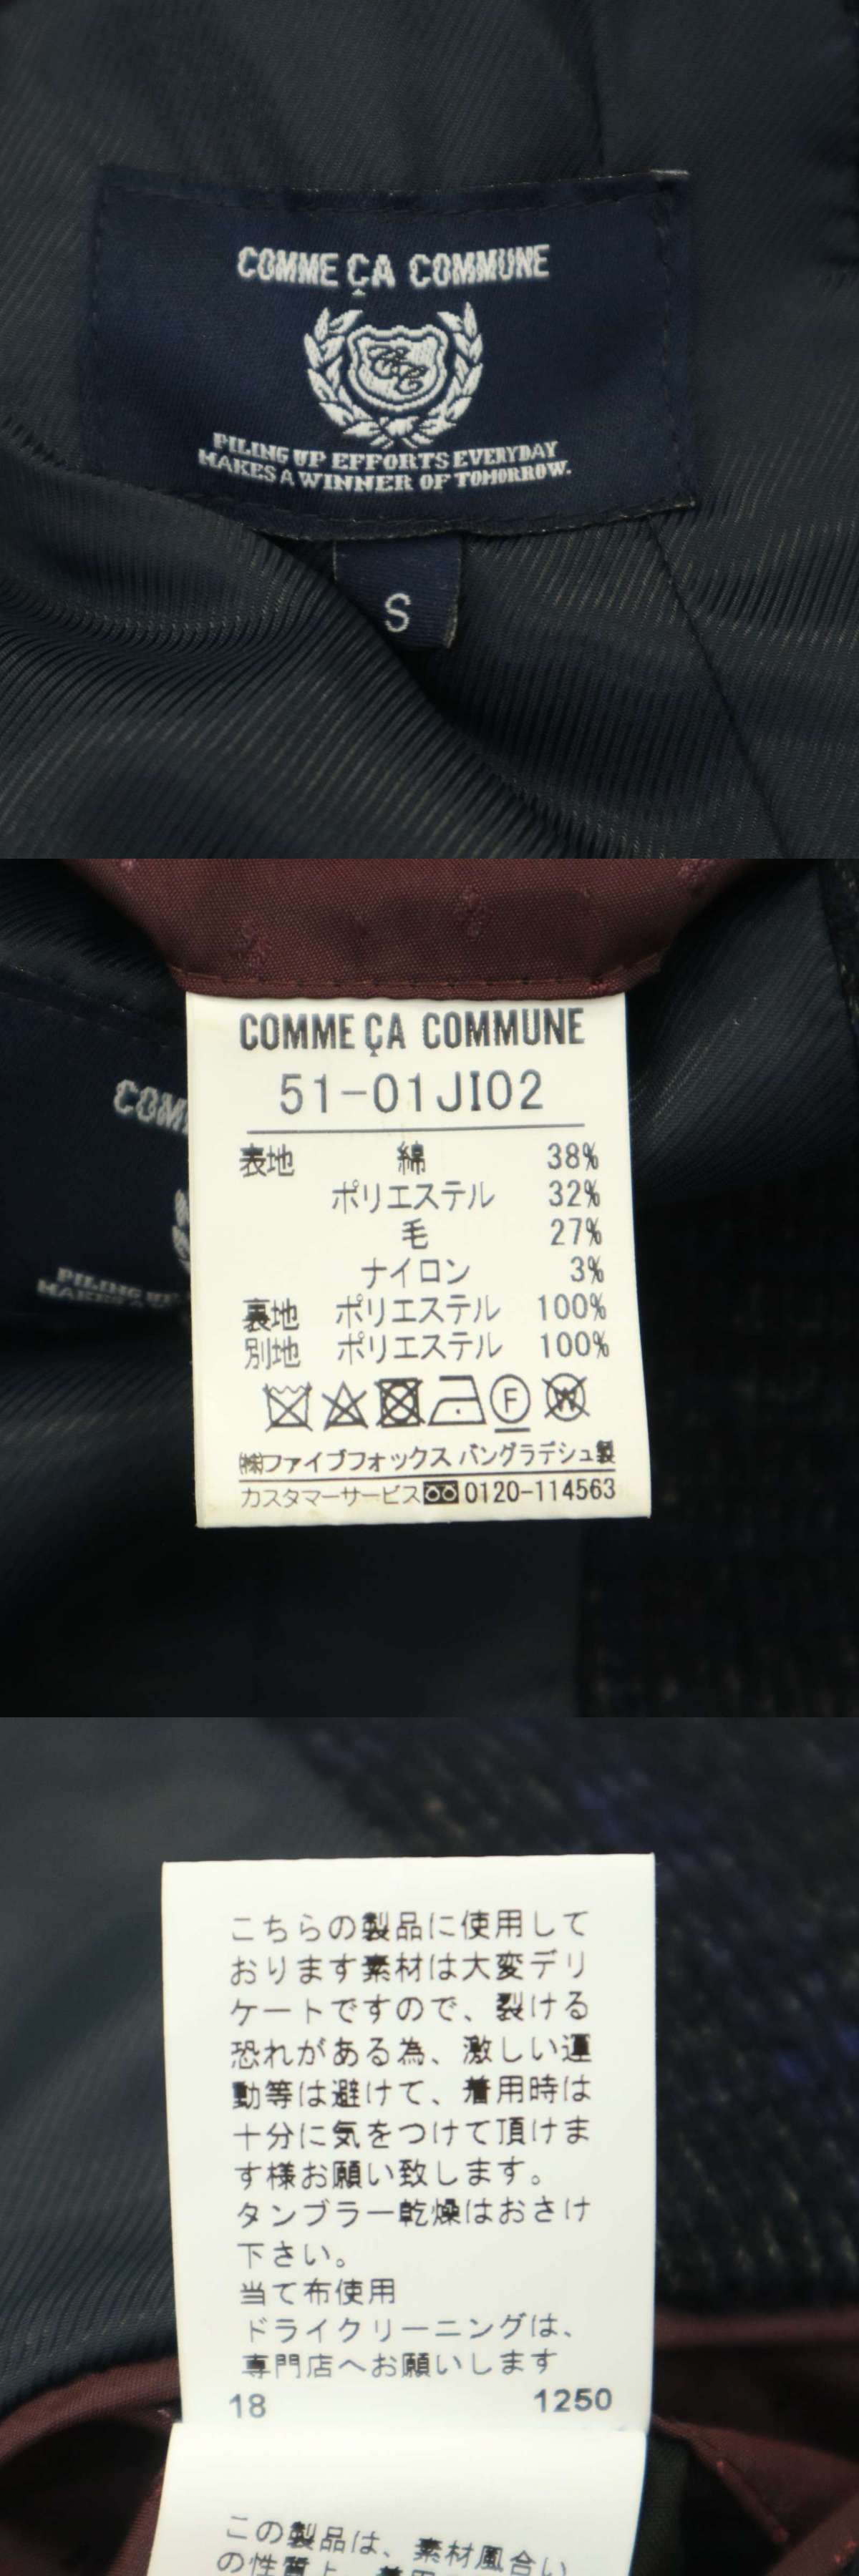 COMME ÇA COMMUNE
PILING UP EFFORTS EVERYDAY
MAKES A WINNER OF TOMORROW.
S
COMME ÇA COMMUNE
51-01JI02
表地 綿 38%
ポリエステル 32%
毛 27%
ナイロン 3%
裏地 ポリエステル 100%
別地 ポリエステル 100%
F W
㈱ファイブフォックス バングラデシュ製
カスタマーサービス 0120-114563
COM
PILING UP
MAKES A
こちらの製品に使用して
おります素材は大変デリ
ケートですので、裂ける
恐れがある為、激しい運
動等は避けて、着用時は
十分に気をつけて頂けま
す様お願い致します。
タンブラー乾燥はおさけ
下さい。
当て布使用
ドライクリーニングは、
専門店へお願いします
18 1250
この製品は、素材風合い
の性質上、着用